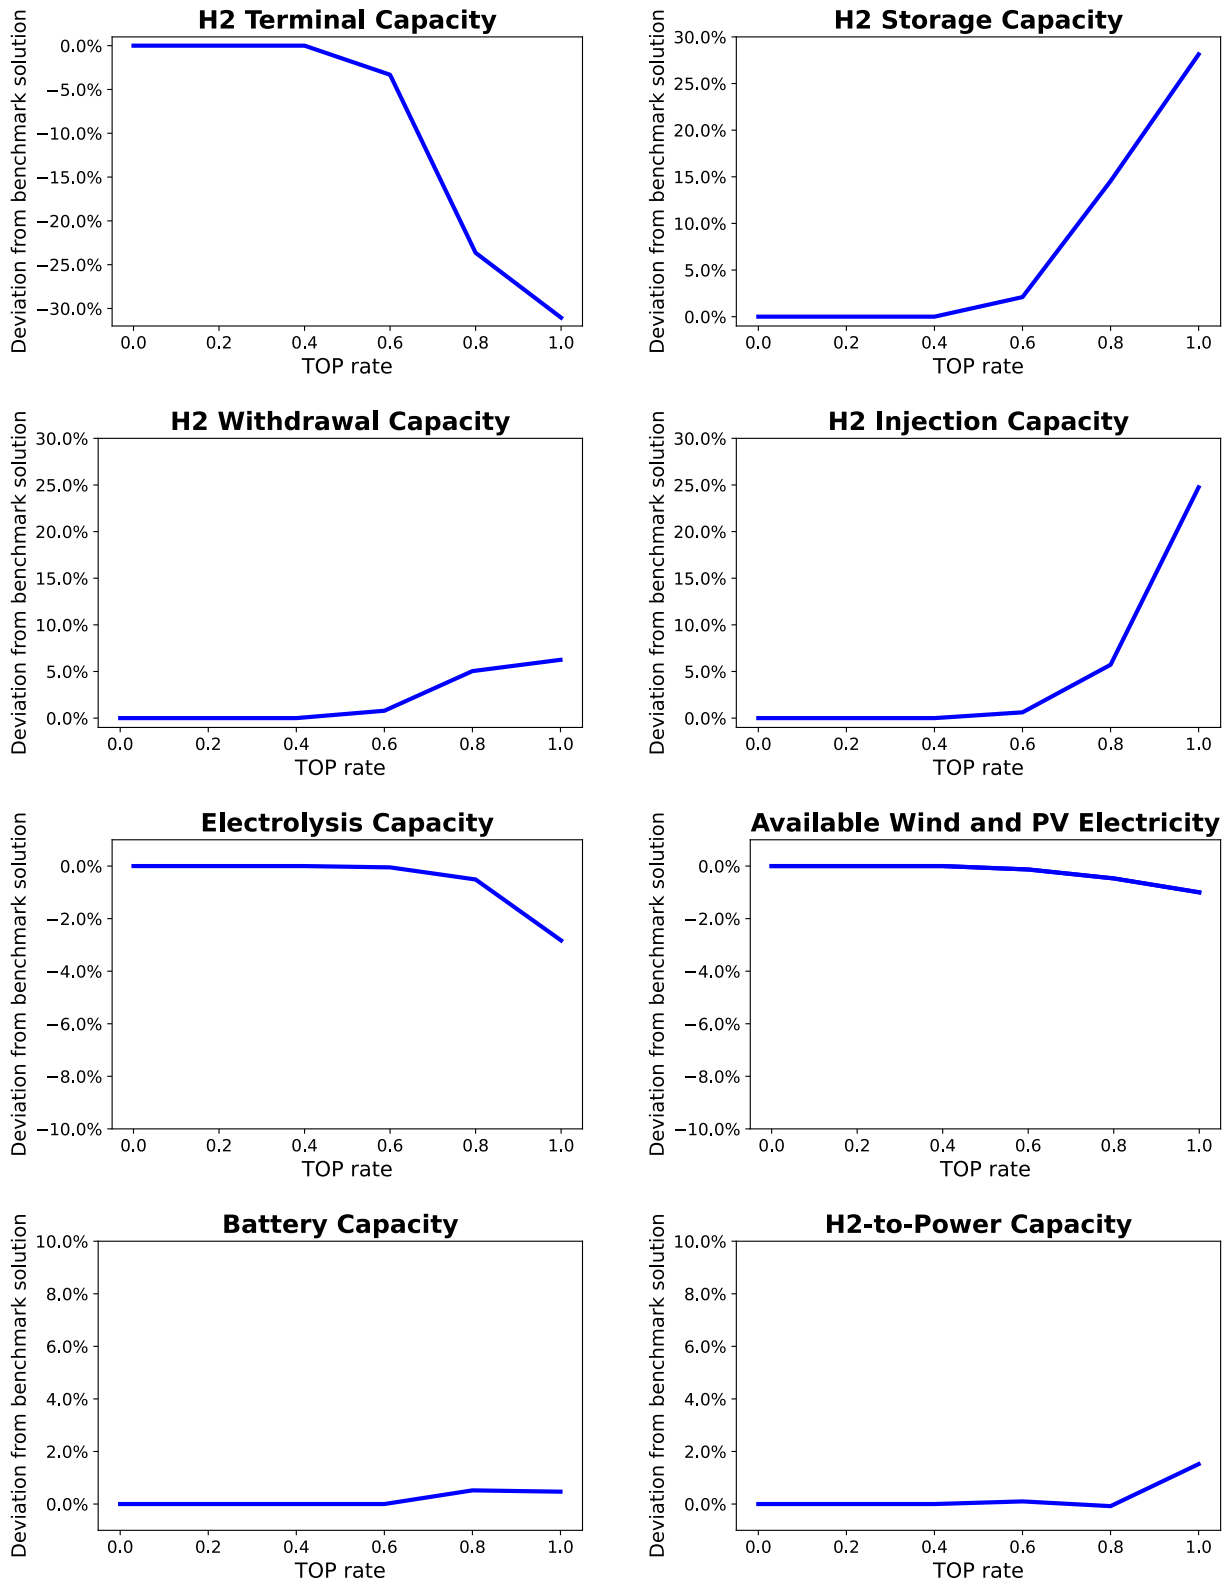 H2 Terminal Capacity
Deviation from benchmark solution
0.0%
−5.0%
−10.0%
−15.0%
−20.0%
−25.0%
−30.0%
0.0 0.2 0.4 0.6 0.8 1.0
TOP rate
H2 Storage Capacity
Deviation from benchmark solution
30.0%
25.0%
20.0%
15.0%
10.0%
5.0%
0.0%
0.0 0.2 0.4 0.6 0.8 1.0
TOP rate
H2 Withdrawal Capacity
Deviation from benchmark solution
30.0%
25.0%
20.0%
15.0%
10.0%
5.0%
0.0%
0.0 0.2 0.4 0.6 0.8 1.0
TOP rate
H2 Injection Capacity
Deviation from benchmark solution
30.0%
25.0%
20.0%
15.0%
10.0%
5.0%
0.0%
0.0 0.2 0.4 0.6 0.8 1.0
TOP rate
Electrolysis Capacity
Deviation from benchmark solution
0.0%
−2.0%
−4.0%
−6.0%
−8.0%
−10.0%
0.0 0.2 0.4 0.6 0.8 1.0
TOP rate
Available Wind and PV Electricity
Deviation from benchmark solution
0.0%
−2.0%
−4.0%
−6.0%
−8.0%
−10.0%
0.0 0.2 0.4 0.6 0.8 1.0
TOP rate
Battery Capacity
Deviation from benchmark solution
10.0%
8.0%
6.0%
4.0%
2.0%
0.0%
0.0 0.2 0.4 0.6 0.8 1.0
TOP rate
H2-to-Power Capacity
Deviation from benchmark solution
10.0%
8.0%
6.0%
4.0%
2.0%
0.0%
0.0 0.2 0.4 0.6 0.8 1.0
TOP rate